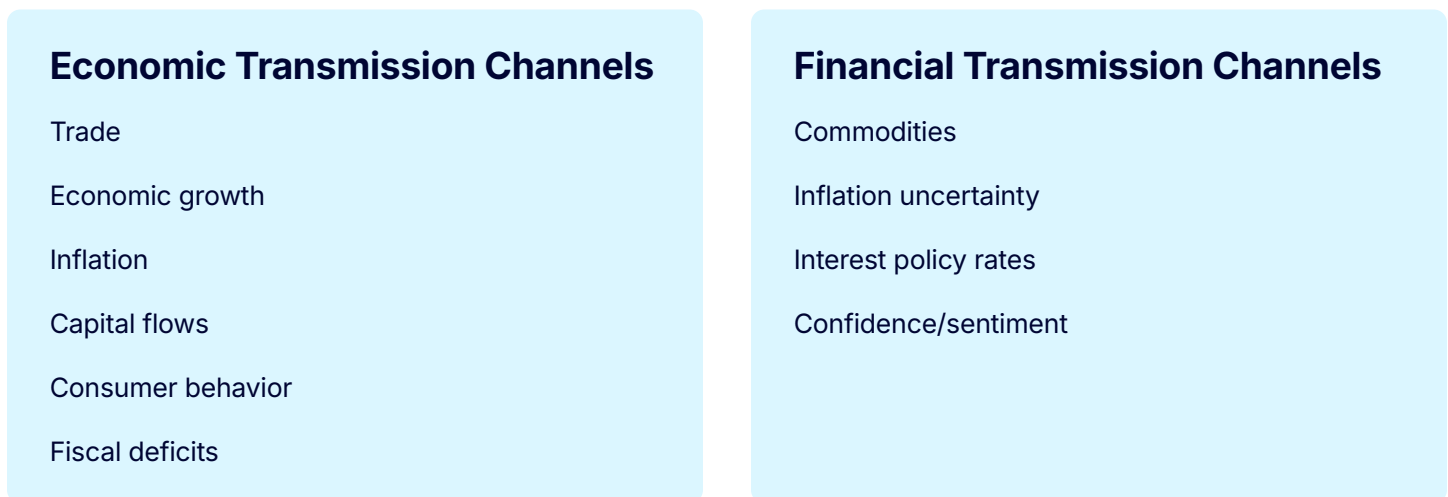 Economic Transmission Channels
Trade
Economic growth
Inflation
Capital flows
Consumer behavior
Fiscal deficits
Financial Transmission Channels
Commodities
Inflation uncertainty
Interest policy rates
Confidence/sentiment